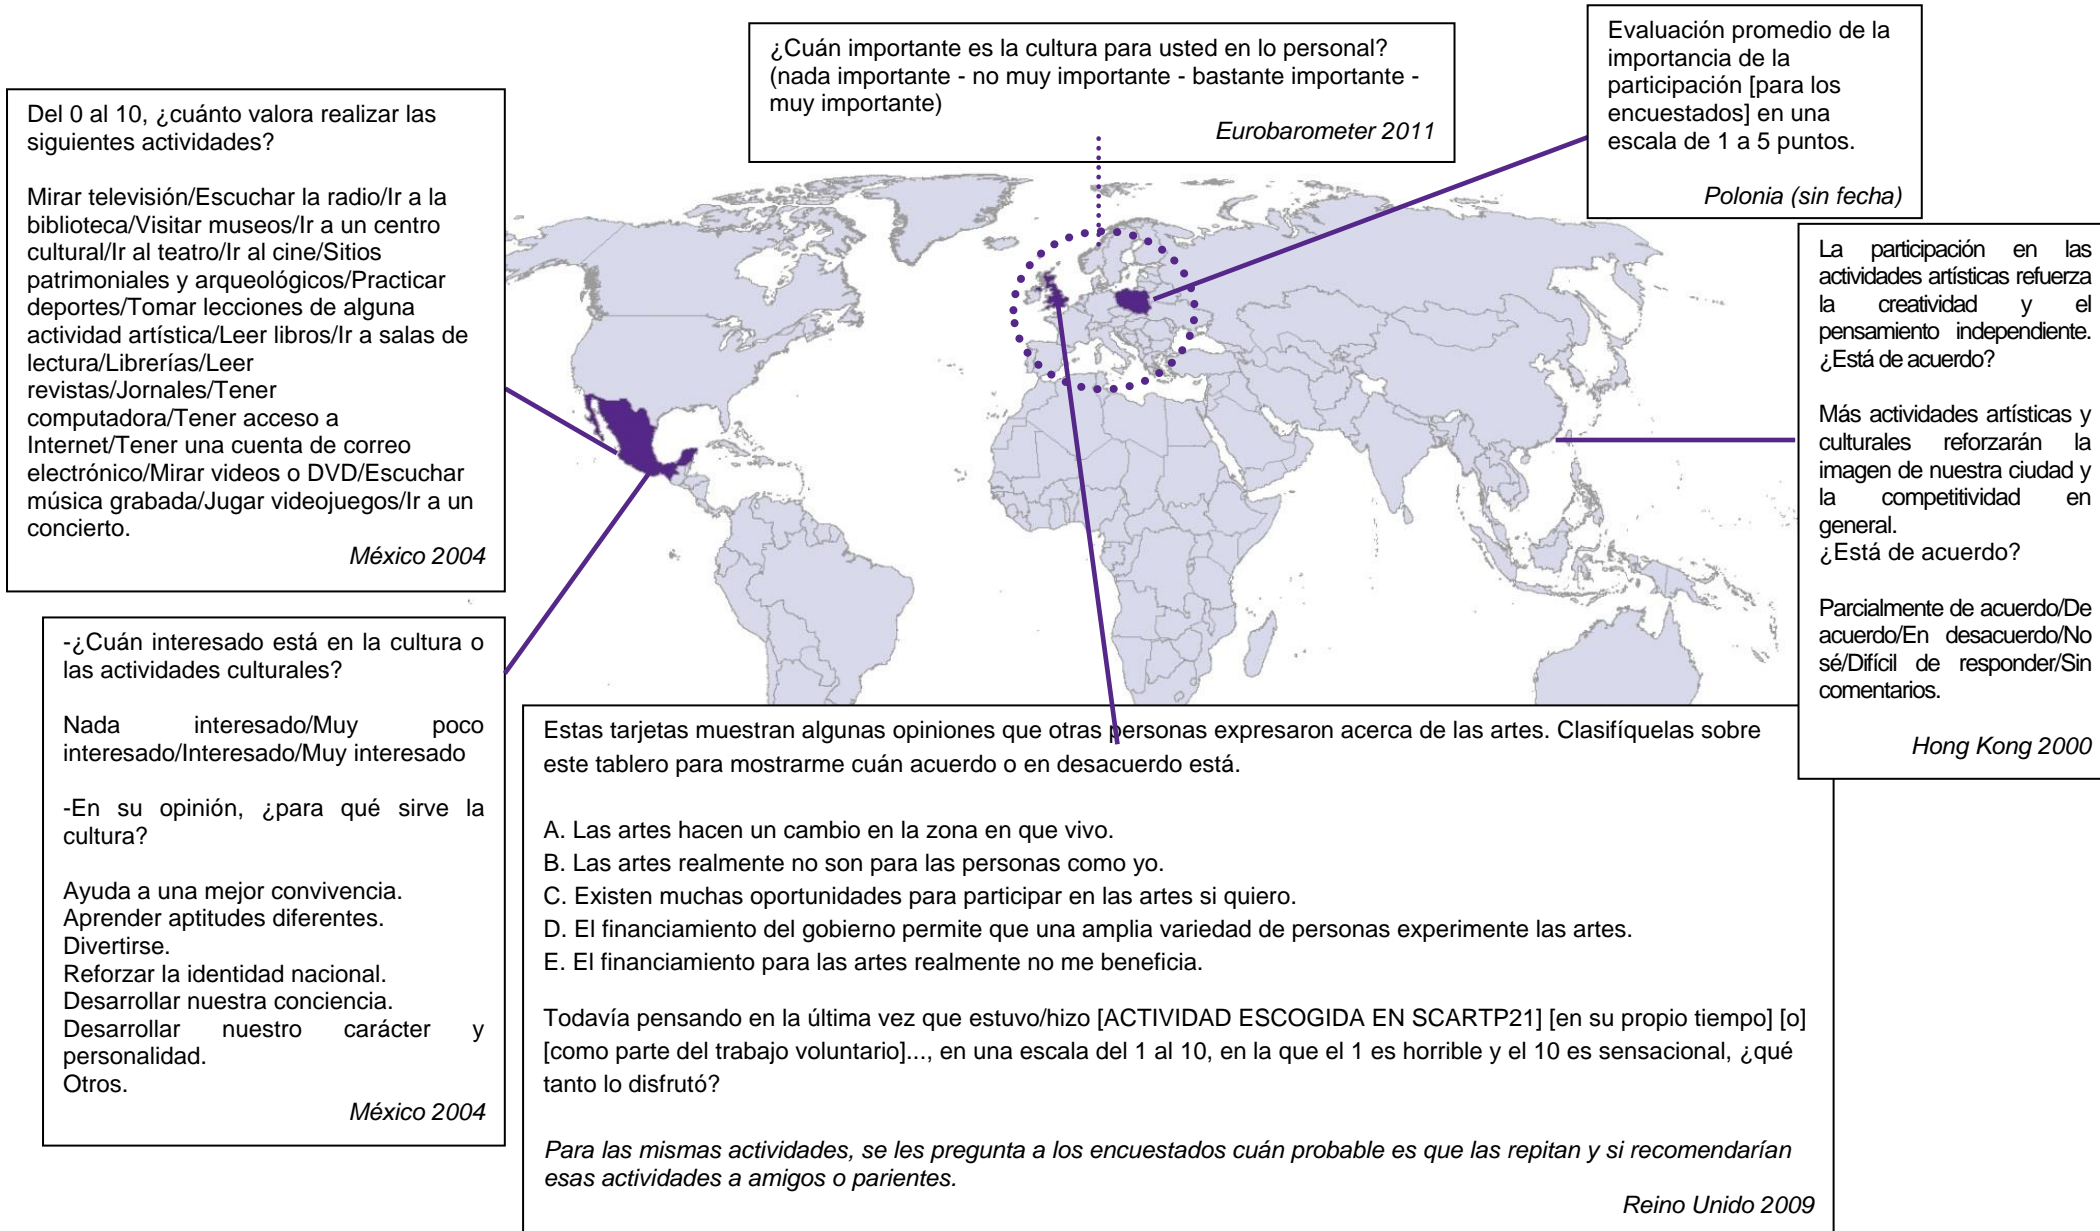 Del 0 al 10, ¿cuánto valora realizar las
siguientes actividades?
Mirar televisión/Escuchar la radio/Ir a la
biblioteca/Visitar museos/Ir a un centro
cultural/Ir al teatro/Ir al cine/Sitios
patrimoniales y arqueológicos/Practicar
deportes/Tomar lecciones de alguna
actividad artística/Leer libros/Ir a salas de
lectura/Librerías/Leer
revistas/Jornales/Tener
computadora/Tener acceso a
Internet/Tener una cuenta de correo
electrónico/Mirar videos o DVD/Escuchar
música grabada/Jugar videojuegos/Ir a un
concierto.
México 2004
¿Cuán importante es la cultura para usted en lo personal?
(nada importante - no muy importante - bastante importante -
muy importante)
Eurobarometer 2011
Evaluación promedio de la
importancia de la
participación [para los
encuestados] en una
escala de 1 a 5 puntos.
Polonia (sin fecha)
La participación en las
actividades artísticas refuerza
la creatividad y el
pensamiento independiente.
¿Está de acuerdo?
Más actividades artísticas y
culturales reforzarán la
imagen de nuestra ciudad y
la competitividad en
general.
¿Está de acuerdo?
Parcialmente de acuerdo/De
acuerdo/En desacuerdo/No
sé/Difícil de responder/Sin
comentarios.
Hong Kong 2000
-¿Cuán interesado está en la cultura o
las actividades culturales?
Nada interesado/Muy poco
interesado/Interesado/Muy interesado
-En su opinión, ¿para qué sirve la
cultura?
Ayuda a una mejor convivencia.
Aprender aptitudes diferentes.
Divertirse.
Reforzar la identidad nacional.
Desarrollar nuestra conciencia.
Desarrollar nuestro carácter y
personalidad.
Otros.
México 2004
Estas tarjetas muestran algunas opiniones que otras personas expresaron acerca de las artes. Clasifíquelas sobre
este tablero para mostrarme cuán acuerdo o en desacuerdo está.
A. Las artes hacen un cambio en la zona en que vivo.
B. Las artes realmente no son para las personas como yo.
C. Existen muchas oportunidades para participar en las artes si quiero.
D. El financiamiento del gobierno permite que una amplia variedad de personas experimente las artes.
E. El financiamiento para las artes realmente no me beneficia.
Todavía pensando en la última vez que estuvo/hizo [ACTIVIDAD ESCOGIDA EN SCARTP21] [en su propio tiempo] [o]
[como parte del trabajo voluntario]..., en una escala del 1 al 10, en la que el 1 es horrible y el 10 es sensacional, ¿qué
tanto lo disfrutó?
Para las mismas actividades, se les pregunta a los encuestados cuán probable es que las repitan y si recomendarían
esas actividades a amigos o parientes.
Reino Unido 2009